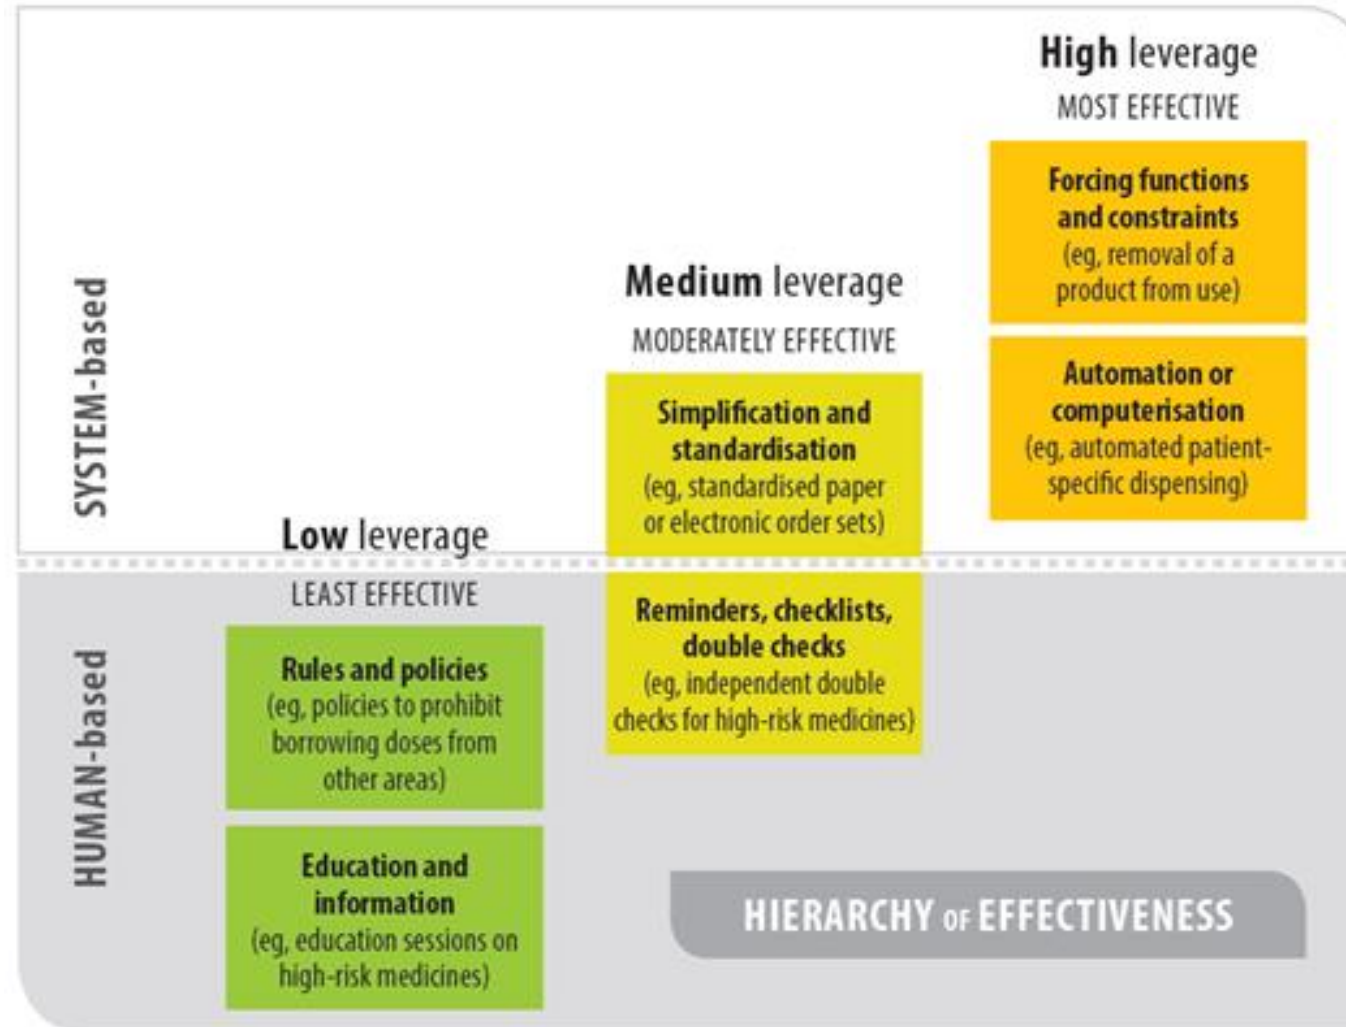 High leverage
MOST EFFECTIVE
Forcing functions
and constraints
(eg, removal of a
product from use)
Automation or
computerisation
(eg, automated patient-
specific dispensing)
Medium leverage
MODERATELY EFFECTIVE
Simplification and
standardisation
(eg, standardised paper
or electronic order sets)
Reminders, checklists,
double checks
(eg, independent double
checks for high-risk medicines)
Low leverage
LEAST EFFECTIVE
Rules and policies
(eg, policies to prohibit
borrowing doses from
other areas)
Education and
information
(eg, education sessions on
high-risk medicines)
SYSTEM-based
HUMAN-based
HIERARCHY OF EFFECTIVENESS